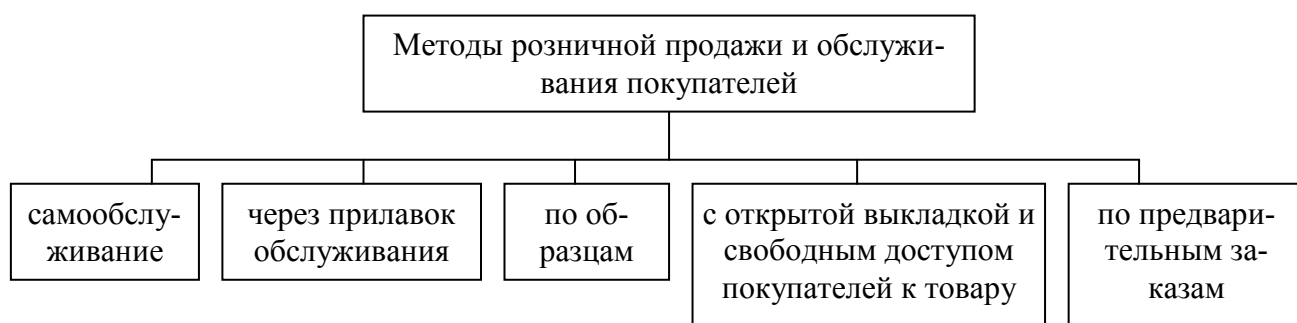 Методы розничной продажи и обслужи-
вания покупателей
самообслу-
живание
через прилавок
обслуживания
по об-
разцам
с открытой выкладкой и
свободным доступом
покупателей к товару
по предвари-
тельным за-
казам